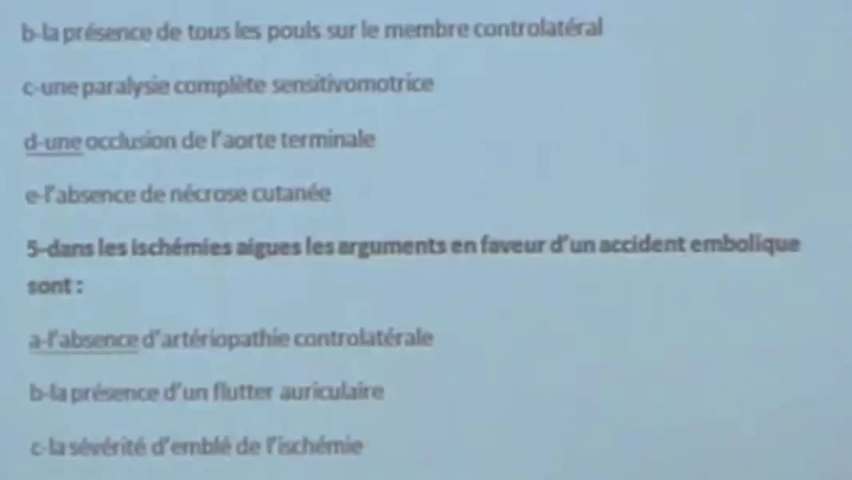 b-la présence de tous les pouls sur le membre controlatéral
c-une paralysie complète sensitivomotrice
d-une occlusion de l'aorte terminale
e-l'absence de nécrose cutanée
5-dans les ischémies aigues les arguments en faveur d'un accident embolique
sont :
a-l'absence d'artériopathie controlatérale
b-la présence d'un flutter auriculaire
c-la sévérité d'emblé de l'ischémie